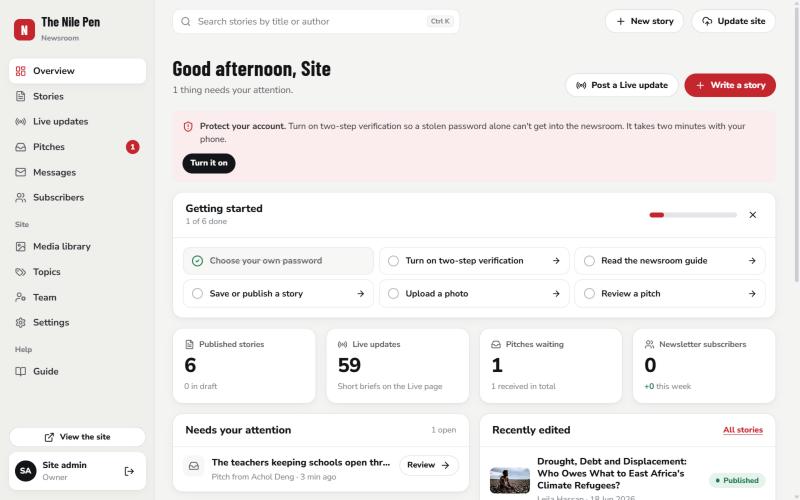 N
The Nile Pen
Newsroom
Overview
Stories
Live updates
Pitches
1
Messages
Subscribers
Site
Media library
Topics
Team
Settings
Help
Guide
View the site
SA
Site admin
Owner
Search stories by title or author
Ctrl K
New story
Update site
Good afternoon, Site
1 thing needs your attention.
Post a Live update
Write a story
Protect your account. Turn on two-step verification so a stolen password alone can't get into the newsroom. It takes two minutes with your
phone.
Turn it on
Getting started
1 of 6 done
Choose your own password
Turn on two-step verification
Read the newsroom guide
Save or publish a story
Upload a photo
Review a pitch
Published stories
6
0 in draft
Live updates
59
Short briefs on the Live page
Pitches waiting
1
1 received in total
Newsletter subscribers
0
+0 this week
Needs your attention
1 open
The teachers keeping schools open thr...
Pitch from Achol Deng · 3 min ago
Review
Recently edited
All stories
Drought, Debt and Displacement:
Who Owes What to East Africa's
Climate Refugees?
Leila Hassan · 18 Jun 2026
Published